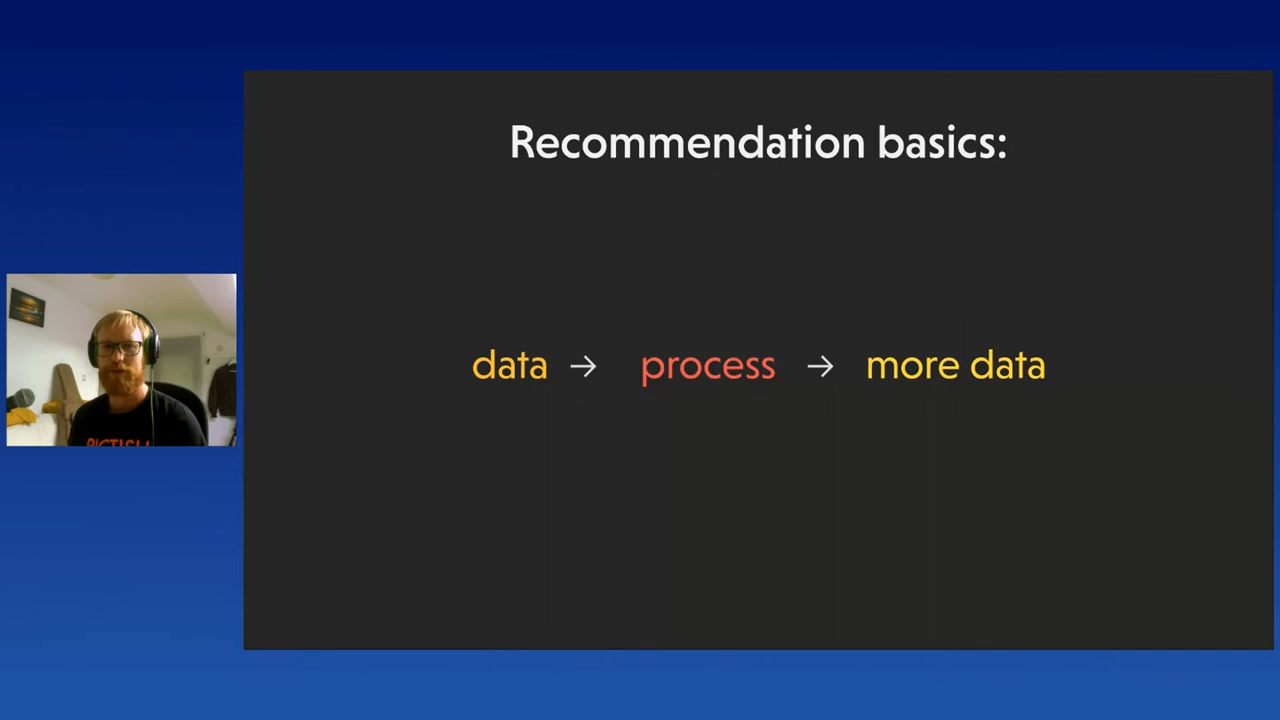 Recommendation basics:
data → process → more data